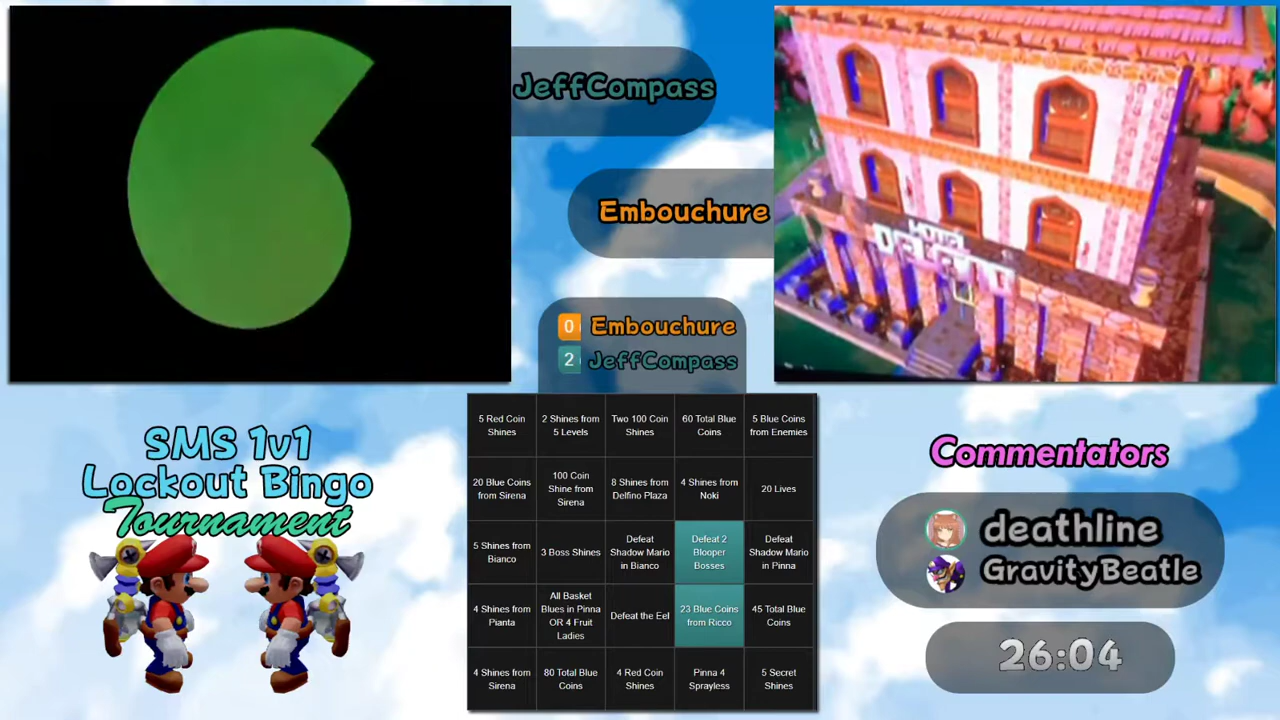 JeffCompass
Embouchure
HOTEL
DELFINO
0 Embouchure
2 JeffCompass
SMS 1v1
Lockout Bingo
Tournament
5 Red Coin
Shines
2 Shines from
5 Levels
Two 100 Coin
Shines
60 Total Blue
Coins
5 Blue Coins
from Enemies
20 Blue Coins
from Sirena
100 Coin
Shine from
Sirena
8 Shines from
Delfino Plaza
4 Shines from
Noki
20 Lives
5 Shines from
Bianco
3 Boss Shines
Defeat
Shadow Mario
in Bianco
Defeat 2
Blooper
Bosses
Defeat
Shadow Mario
in Pinna
4 Shines from
Pianta
All Basket
Blues in Pinna
OR 4 Fruit
Ladies
Defeat the Eel
23 Blue Coins
from Ricco
45 Total Blue
Coins
4 Shines from
Sirena
80 Total Blue
Coins
4 Red Coin
Shines
Pinna 4
Sprayless
5 Secret
Shines
Commentators
deathline
GravityBeatle
26:04